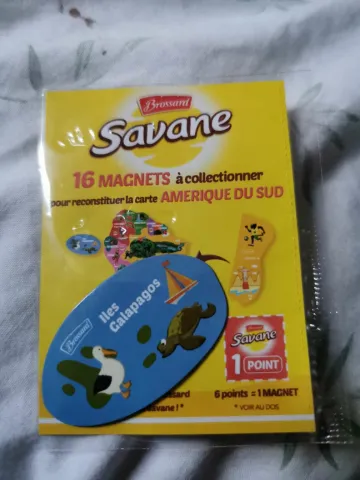 Brossard
Savane
16 MAGNETS à collectionner
pour reconstituer la carte AMERIQUE DU SUD
Brossard
Iles
Galapagos
Savane
1 POINT
6 points = 1 MAGNET
* VOIR AU DOS